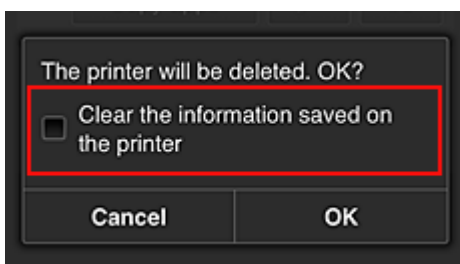 The printer will be deleted. OK?
Clear the information saved on
the printer
Cancel
OK